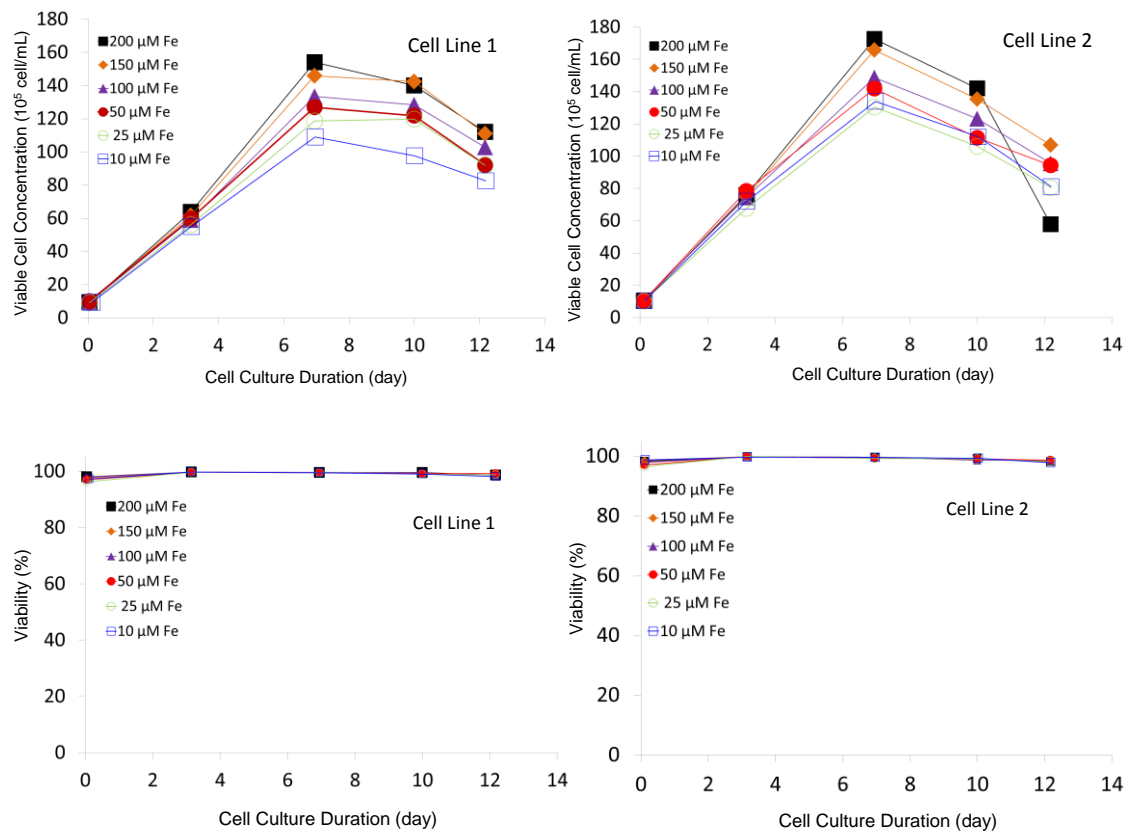 Viable Cell Concentration (10⁵ cell/mL)
180
160
140
120
100
80
60
40
20
0
200 µM Fe
150 µM Fe
100 µM Fe
50 µM Fe
25 µM Fe
10 µM Fe
Cell Line 1
0 2 4 6 8 10 12 14
Cell Culture Duration (day)
Viable Cell Concentration (10⁵ cell/mL)
180
160
140
120
100
80
60
40
20
0
200 µM Fe
150 µM Fe
100 µM Fe
50 µM Fe
25 µM Fe
10 µM Fe
Cell Line 2
0 2 4 6 8 10 12 14
Cell Culture Duration (day)
Viability (%)
100
80
60
40
20
0
200 µM Fe
150 µM Fe
100 µM Fe
50 µM Fe
25 µM Fe
10 µM Fe
Cell Line 1
0 2 4 6 8 10 12 14
Cell Culture Duration (day)
Viability (%)
100
80
60
40
20
0
200 µM Fe
150 µM Fe
100 µM Fe
50 µM Fe
25 µM Fe
10 µM Fe
Cell Line 2
0 2 4 6 8 10 12 14
Cell Culture Duration (day)